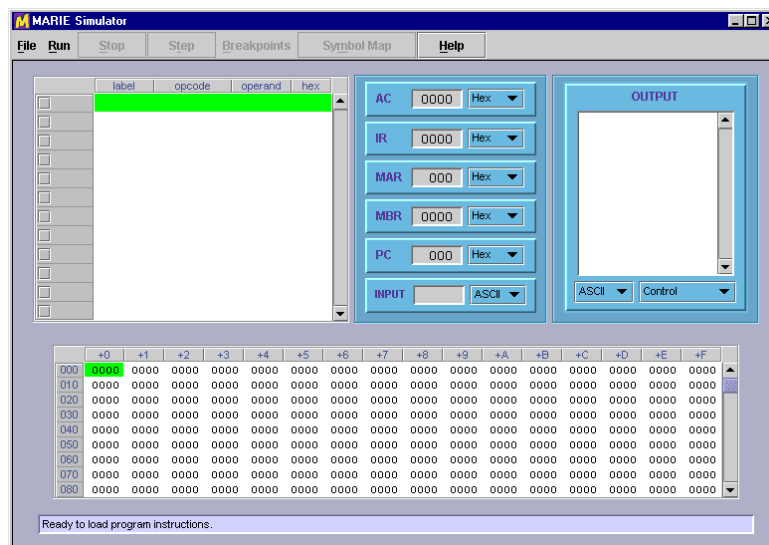 MARIE Simulator
File Run Stop Step Breakpoints Symbol Map Help
label opcode operand hex
AC 0000 Hex
IR 0000 Hex
MAR 000 Hex
MBR 0000 Hex
PC 000 Hex
INPUT ASCII
OUTPUT
ASCII Control
+0 +1 +2 +3 +4 +5 +6 +7 +8 +9 +A +B +C +D +E +F
000 0000 0000 0000 0000 0000 0000 0000 0000 0000 0000 0000 0000 0000 0000 0000 0000
010 0000 0000 0000 0000 0000 0000 0000 0000 0000 0000 0000 0000 0000 0000 0000 0000
020 0000 0000 0000 0000 0000 0000 0000 0000 0000 0000 0000 0000 0000 0000 0000 0000
030 0000 0000 0000 0000 0000 0000 0000 0000 0000 0000 0000 0000 0000 0000 0000 0000
040 0000 0000 0000 0000 0000 0000 0000 0000 0000 0000 0000 0000 0000 0000 0000 0000
050 0000 0000 0000 0000 0000 0000 0000 0000 0000 0000 0000 0000 0000 0000 0000 0000
060 0000 0000 0000 0000 0000 0000 0000 0000 0000 0000 0000 0000 0000 0000 0000 0000
070 0000 0000 0000 0000 0000 0000 0000 0000 0000 0000 0000 0000 0000 0000 0000 0000
080 0000 0000 0000 0000 0000 0000 0000 0000 0000 0000 0000 0000 0000 0000 0000 0000
Ready to load program instructions.